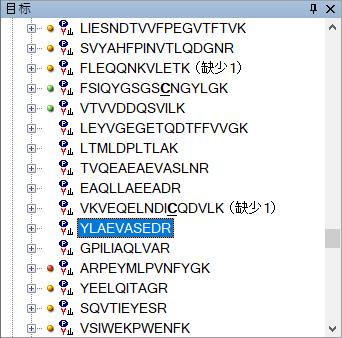 目标
LIESNDTVVFPEGVTFTVK
SVYAHFPINVTLQDGNR
FLEQQNKVLETK (缺少1)
FSIQYGSGSCNGYLGK
VTVVDDQSVILK
LEYVGEGETQDTFFVVGK
LTMLDPLTLAK
TVQEAEAEVASLNR
EAQLLAEEADR
VKVEQELNDICQDVLK (缺少1)
YLAEVASEDR
GPILIAQLVAR
ARPEYMLPVNFYGK
YEELQITAGR
SQVTIEYESR
VSIWEKPWENFK